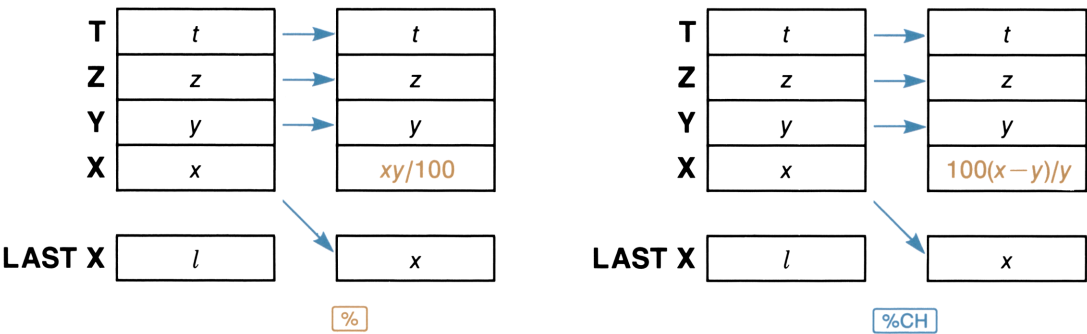 T t t T t t
Z z z Z z z
Y y y Y y y
X x xy/100 X x 100(x−y)/y
LAST X l x LAST X l x
% %CH